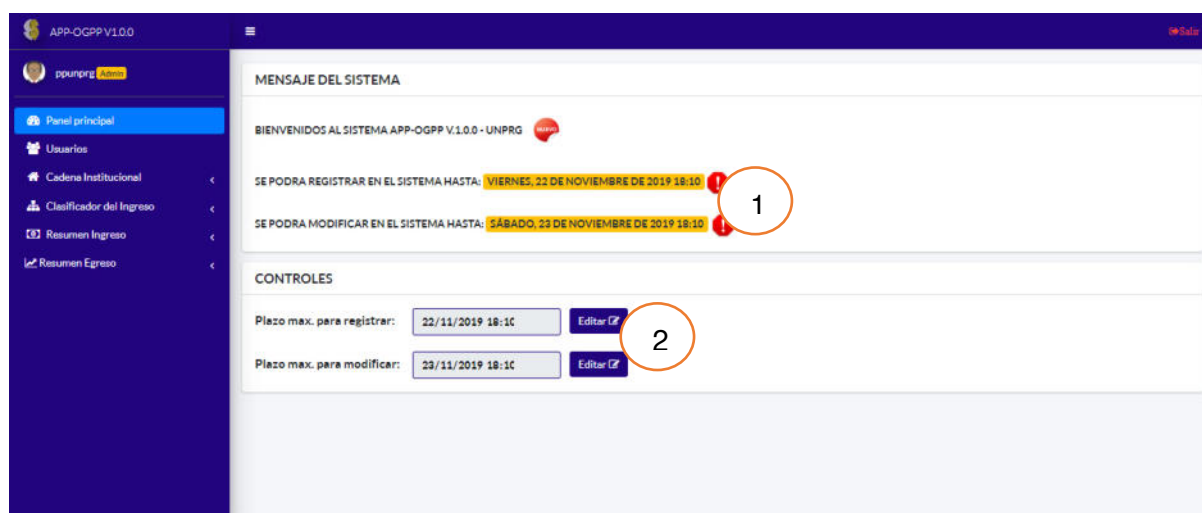 APP-OGPP V1.0.0
Salir
ppunprg Admin
Panel principal
Usuarios
Cadena Institucional
Clasificador del Ingreso
Resumen Ingreso
Resumen Egreso
MENSAJE DEL SISTEMA
BIENVENIDOS AL SISTEMA APP-OGPP V.1.0.0 - UNPRG NUEVO
SE PODRA REGISTRAR EN EL SISTEMA HASTA: VIERNES, 22 DE NOVIEMBRE DE 2019 18:10
1
SE PODRA MODIFICAR EN EL SISTEMA HASTA: SÁBADO, 23 DE NOVIEMBRE DE 2019 18:10
CONTROLES
Plazo max. para registrar: 22/11/2019 18:10 Editar
2
Plazo max. para modificar: 23/11/2019 18:10 Editar